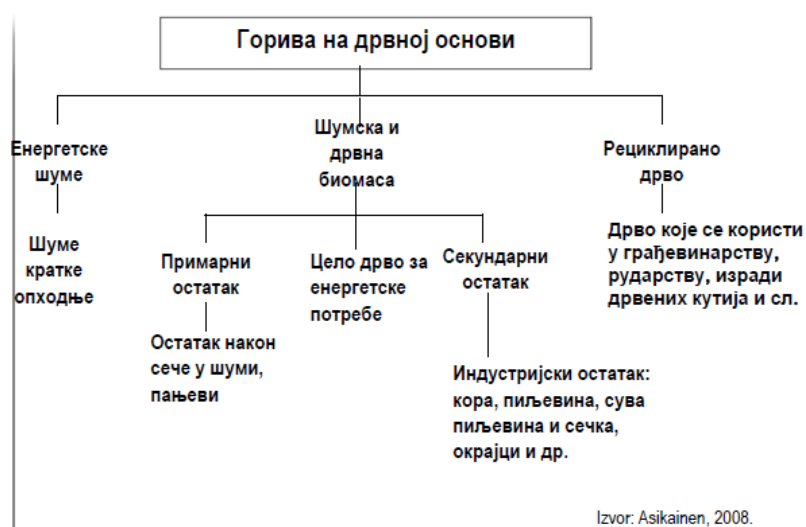 Горива на дрвној основи
Енергетске
шуме
Шумска и
дрвна
биомаса
Рециклирано
дрво
Шуме
кратке
опходње
Примарни
остатак
Цело дрво за
енергетске
потребе
Секундарни
остатак
Дрво које се користи
у грађевинарству,
рударству, изради
дрвених кутија и сл.
Остатак након
сече у шуми,
пањеви
Индустријски остатак:
кора, пиљевина, сува
пиљевина и сечка,
окрајци и др.
Izvor: Asikainen, 2008.